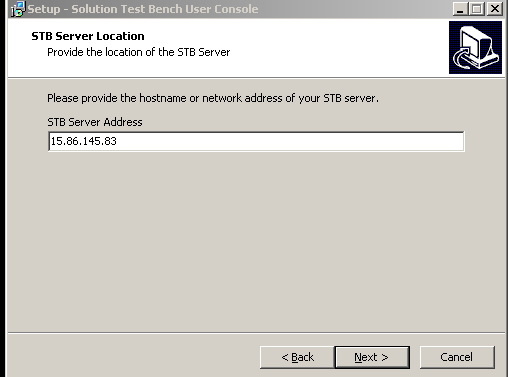 Setup - Solution Test Bench User Console
STB Server Location
Provide the location of the STB Server
Please provide the hostname or network address of your STB server.
STB Server Address
15.86.145.83
< Back
Next >
Cancel